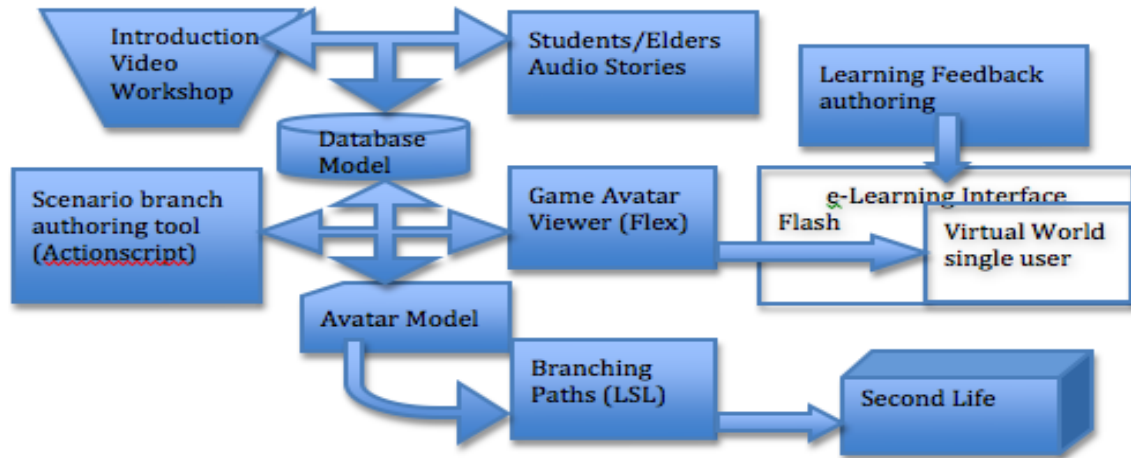 Introduction
Video
Workshop
Students/Elders
Audio Stories
Learning Feedback
authoring
Database
Model
Scenario branch
authoring tool
(Actionscript)
Game Avatar
Viewer (Flex)
e-Learning Interface
Flash
Virtual World
single user
Avatar Model
Branching
Paths (LSL)
Second Life